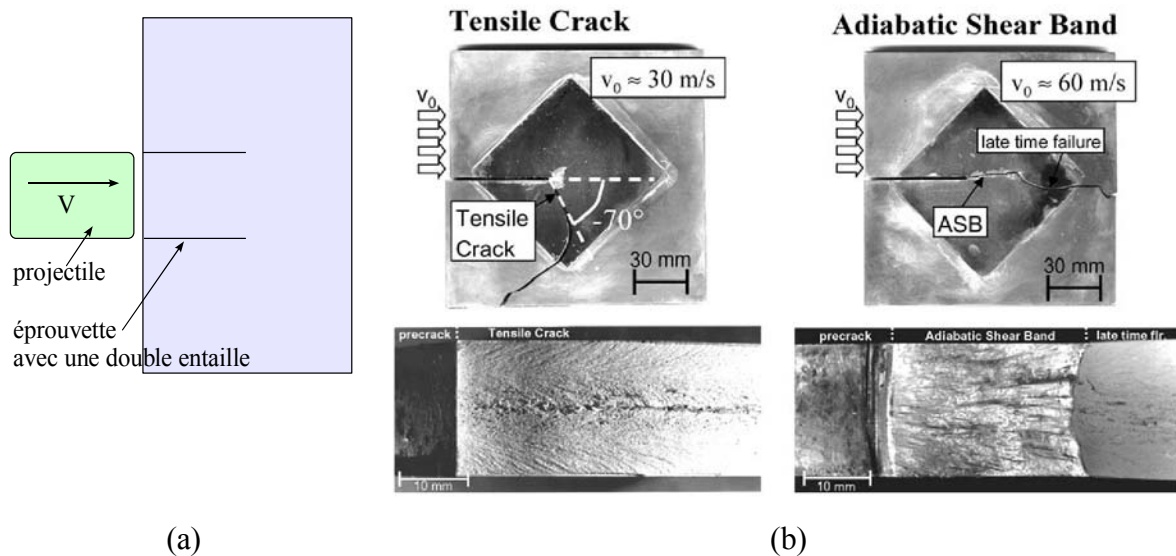 V
projectile
éprouvette
avec une double entaille
(a)
Tensile Crack
v₀ ≈ 30 m/s
v₀
Tensile
Crack
-70°
30 mm
Adiabatic Shear Band
v₀ ≈ 60 m/s
v₀
late time failure
ASB
30 mm
precrack
Tensile Crack
10 mm
precrack
Adiabatic Shear Band
late time flr.
10 mm
(b)